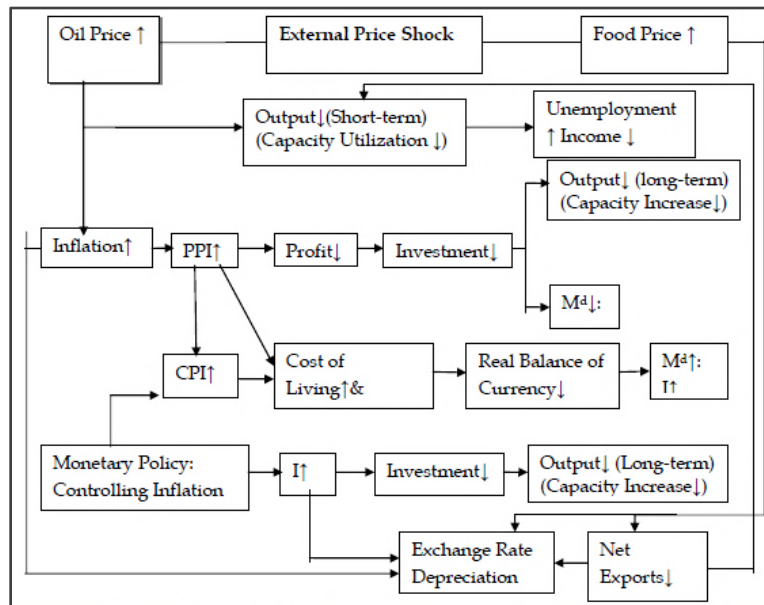 Oil Price ↑
External Price Shock
Food Price ↑
Output↓(Short-term)
(Capacity Utilization ↓)
Unemployment
↑ Income ↓
Output↓ (long-term)
(Capacity Increase↓)
Inflation↑
PPI↑
Profit↓
Investment↓
Mᵈ↓:
CPI↑
Cost of
Living↑&
Real Balance of
Currency↓
Mᵈ↑:
I↑
Monetary Policy:
Controlling Inflation
I↑
Investment↓
Output↓ (Long-term)
(Capacity Increase↓)
Exchange Rate
Depreciation
Net
Exports↓